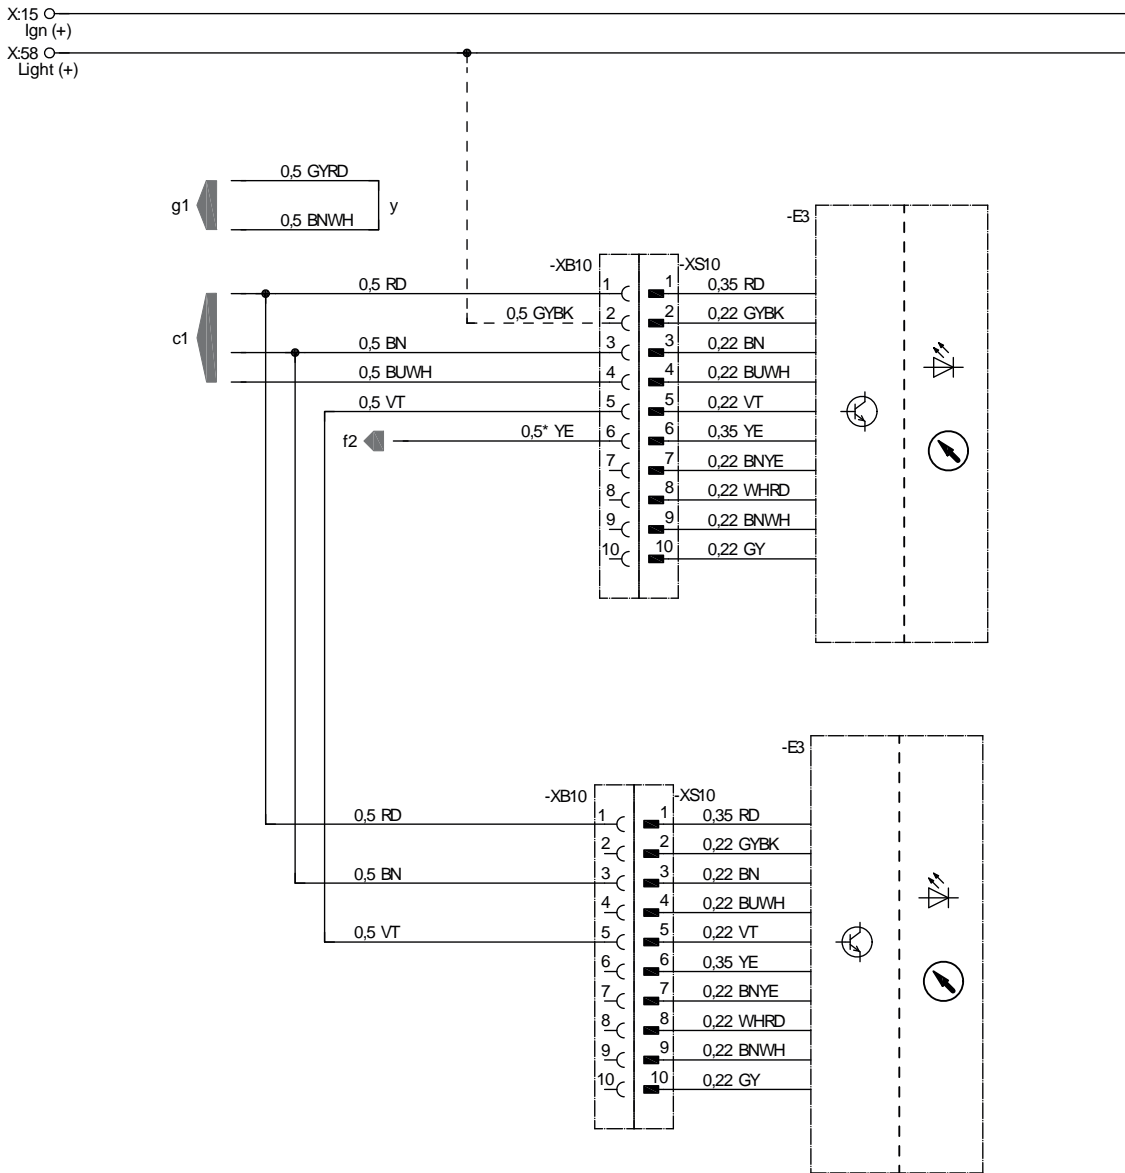 X:15
Ign (+)
X:58
Light (+)
0,5 GYRD
g1
y
0,5 BNWH
-E3
-XB10
-XS10
0,5 RD
1
1
0,35 RD
0,5 GYBK
2
2
0,22 GYBK
c1
0,5 BN
3
3
0,22 BN
0,5 BUWH
4
4
0,22 BUWH
0,5 VT
5
5
0,22 VT
f2
0,5* YE
6
6
0,35 YE
7
7
0,22 BNYE
8
8
0,22 WHRD
9
9
0,22 BNWH
10
10
0,22 GY
-E3
-XB10
-XS10
0,5 RD
1
1
0,35 RD
2
2
0,22 GYBK
0,5 BN
3
3
0,22 BN
4
4
0,22 BUWH
0,5 VT
5
5
0,22 VT
6
6
0,35 YE
7
7
0,22 BNYE
8
8
0,22 WHRD
9
9
0,22 BNWH
10
10
0,22 GY